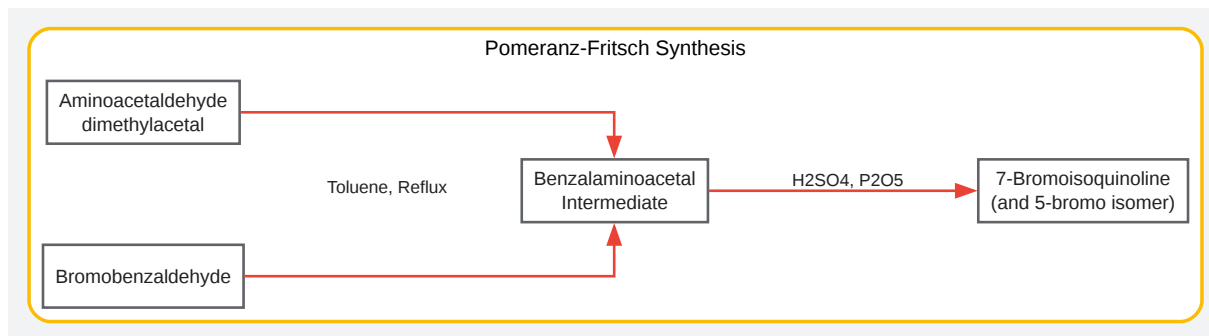 Pomeranz-Fritsch Synthesis
Aminoacetaldehyde
dimethylacetal
Toluene, Reflux
Benzalaminoacetal
Intermediate
H2SO4, P2O5
7-Bromoisoquinoline
(and 5-bromo isomer)
Bromobenzaldehyde